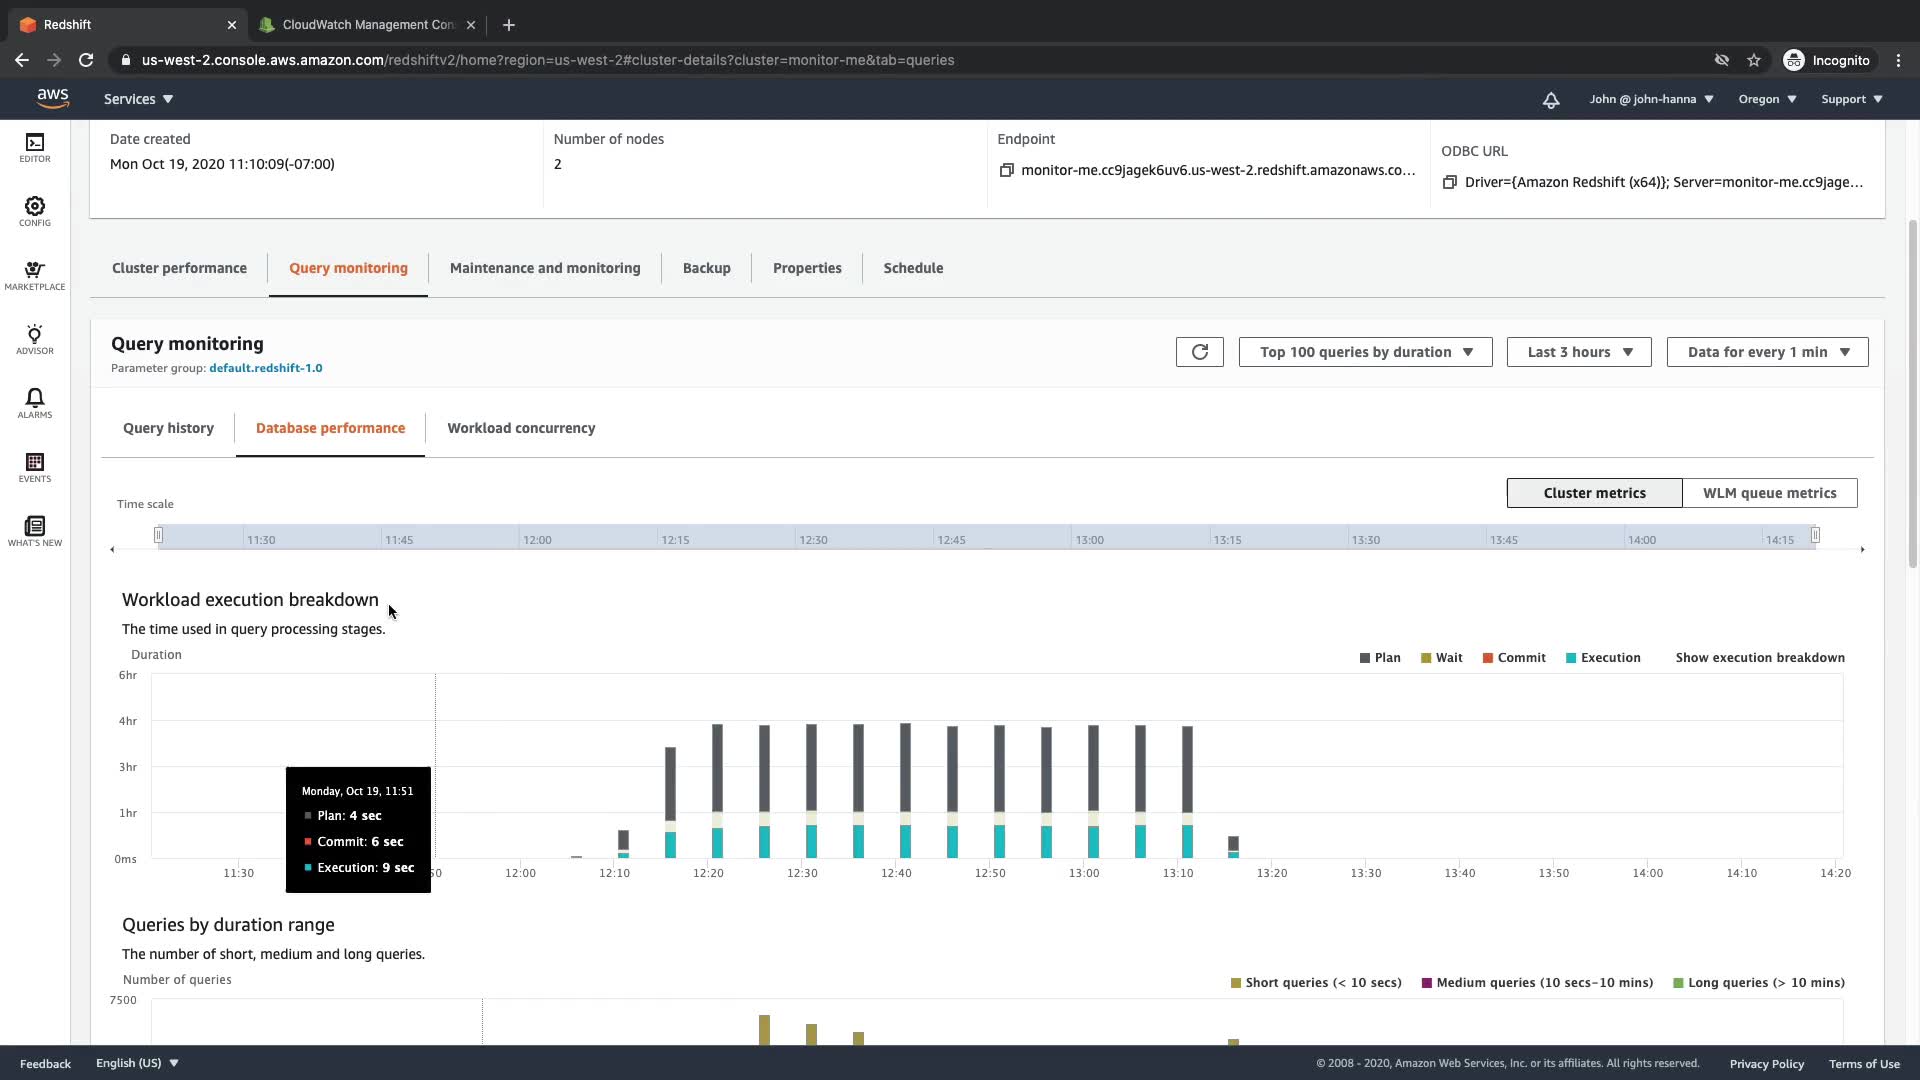 Redshift
CloudWatch Management Con
us-west-2.console.aws.amazon.com/redshiftv2/home?region=us-west-2#cluster-details?cluster=monitor-me&tab=queries
Incognito
aws
Services
John @ john-hanna
Oregon
Support
EDITOR
CONFIG
MARKETPLACE
ADVISOR
ALARMS
EVENTS
WHAT'S NEW
Date created
Mon Oct 19, 2020 11:10:09(-07:00)
Number of nodes
2
Endpoint
monitor-me.cc9jagek6uv6.us-west-2.redshift.amazonaws.co...
ODBC URL
Driver={Amazon Redshift (x64)}; Server=monitor-me.cc9jage...
Cluster performance
Query monitoring
Maintenance and monitoring
Backup
Properties
Schedule
Query monitoring
Parameter group: default.redshift-1.0
Top 100 queries by duration
Last 3 hours
Data for every 1 min
Query history
Database performance
Workload concurrency
Cluster metrics
WLM queue metrics
Time scale
11:30 11:45 12:00 12:15 12:30 12:45 13:00 13:15 13:30 13:45 14:00 14:15
Workload execution breakdown
The time used in query processing stages.
Duration
Plan Wait Commit Execution Show execution breakdown
6hr
4hr
3hr
1hr
0ms
Monday, Oct 19, 11:51
Plan: 4 sec
Commit: 6 sec
Execution: 9 sec
11:30 50 12:00 12:10 12:20 12:30 12:40 12:50 13:00 13:10 13:20 13:30 13:40 13:50 14:00 14:10 14:20
Queries by duration range
The number of short, medium and long queries.
Number of queries
Short queries (< 10 secs) Medium queries (10 secs-10 mins) Long queries (> 10 mins)
7500
Feedback
English (US)
© 2008 - 2020, Amazon Web Services, Inc. or its affiliates. All rights reserved.
Privacy Policy
Terms of Use